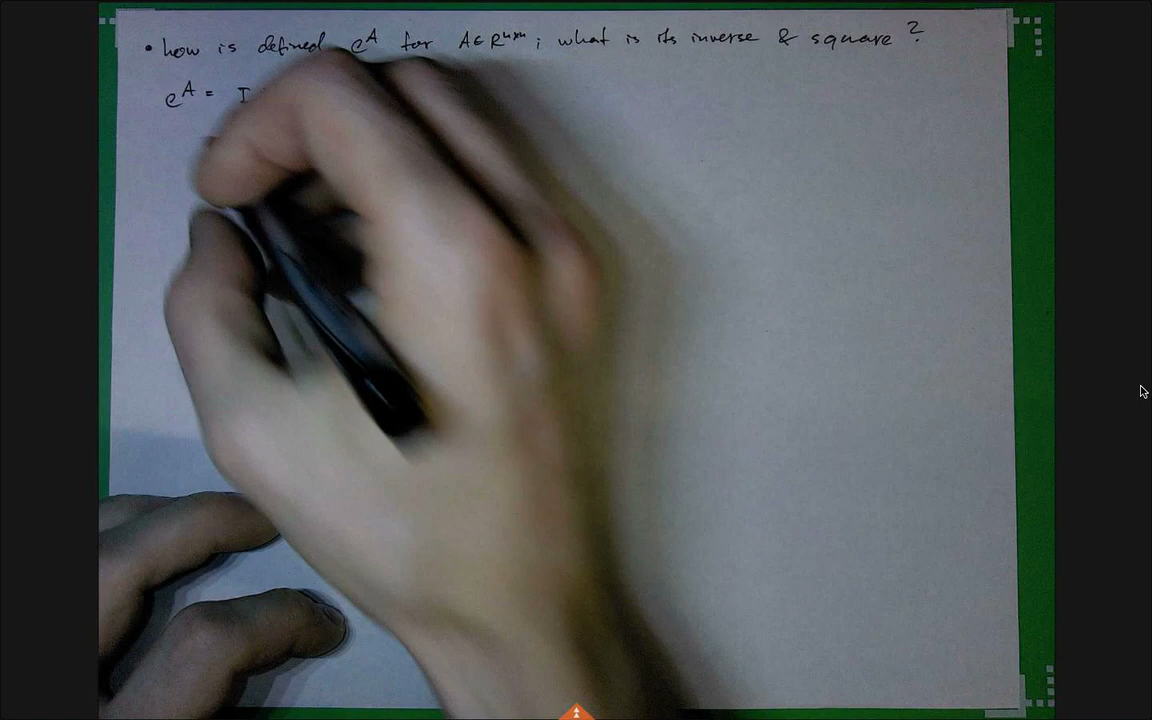 • how is defined e^A for A∈R^n×n ; what is its inverse & square ?
e^A = I